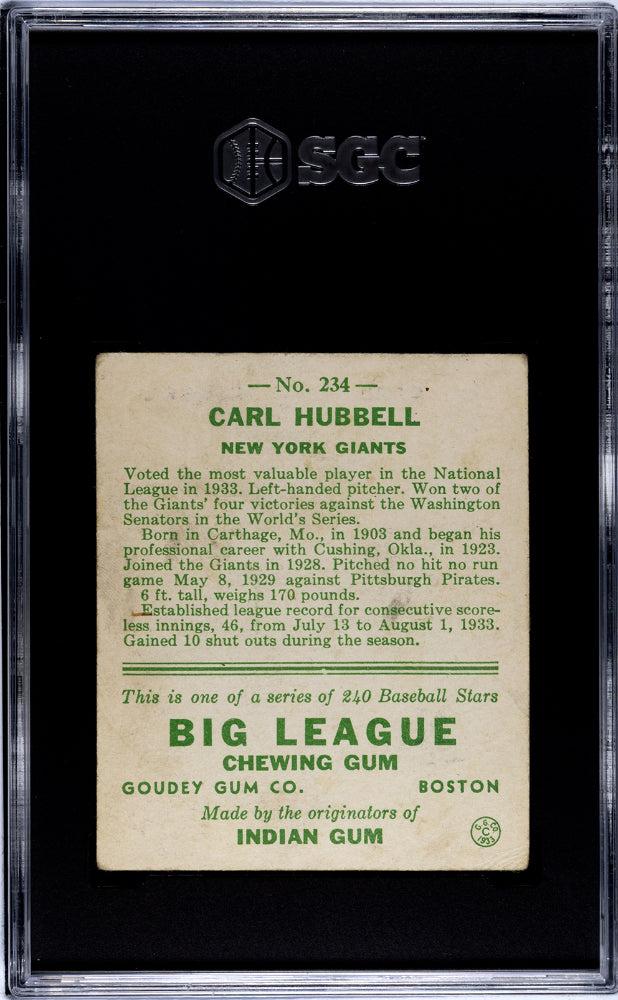 SGC
— No. 234 —
CARL HUBBELL
NEW YORK GIANTS
Voted the most valuable player in the National
League in 1933. Left-handed pitcher. Won two of
the Giants' four victories against the Washington
Senators in the World's Series.
Born in Carthage, Mo., in 1903 and began his
professional career with Cushing, Okla., in 1923.
Joined the Giants in 1928. Pitched no hit no run
game May 8, 1929 against Pittsburgh Pirates.
6 ft. tall, weighs 170 pounds.
Established league record for consecutive score-
less innings, 46, from July 13 to August 1, 1933.
Gained 10 shut outs during the season.
This is one of a series of 240 Baseball Stars
BIG LEAGUE
CHEWING GUM
GOUDEY GUM CO. BOSTON
Made by the originators of
INDIAN GUM
G. G. CO.
C
1933